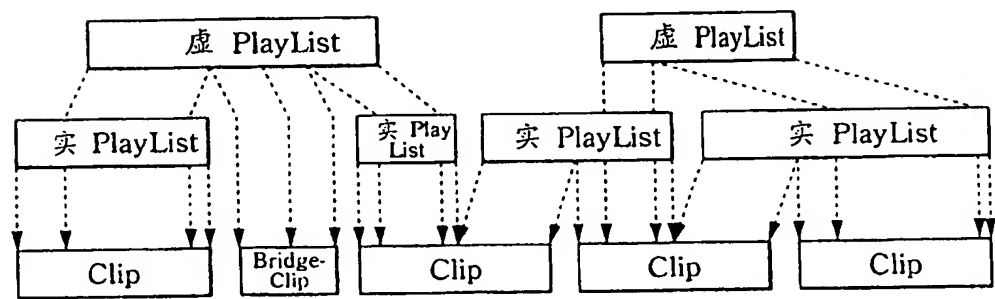 虚 PlayList
虚 PlayList
实 PlayList
实 Play
List
实 PlayList
实 PlayList
Clip
Bridge-
Clip
Clip
Clip
Clip